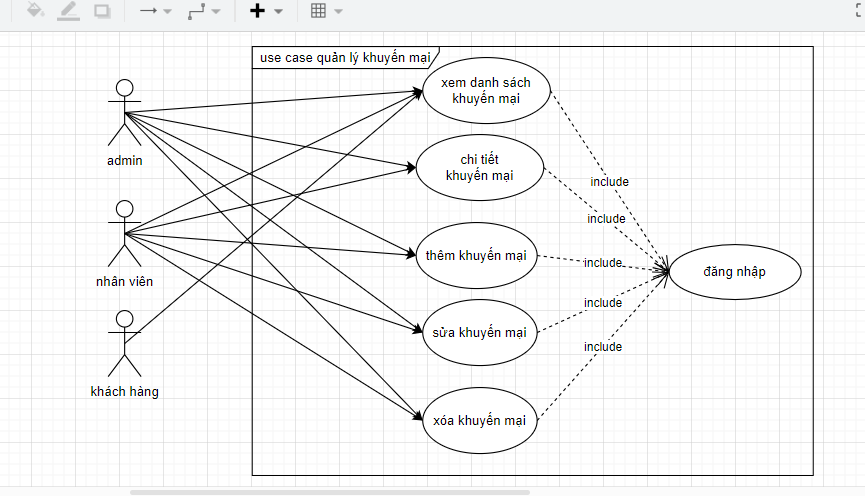 use case quản lý khuyến mại
xem danh sách
khuyến mại
admin
chi tiết
khuyến mại
include
include
nhân viên
thêm khuyến mại
include
đăng nhập
include
sửa khuyến mại
include
khách hàng
xóa khuyến mại